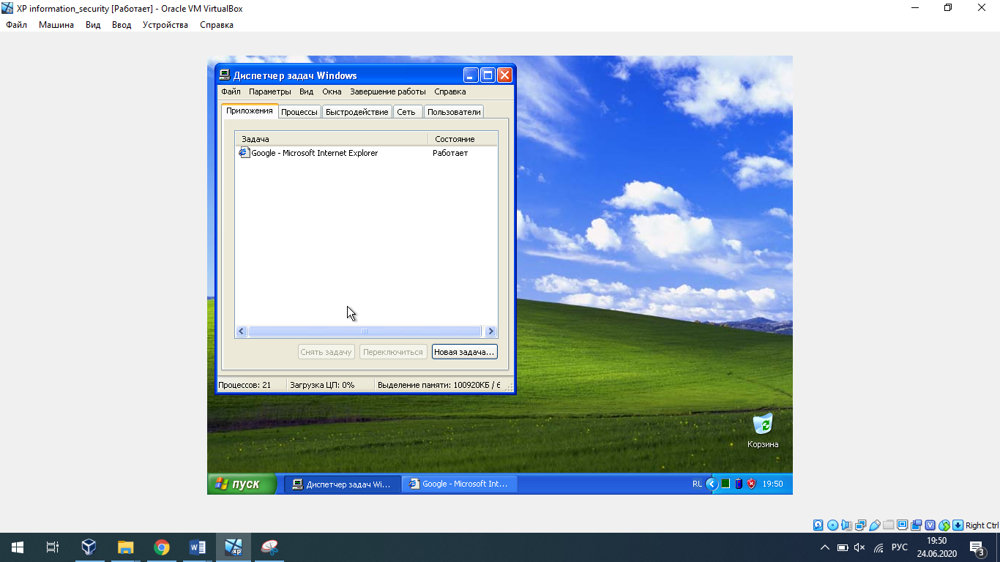 XP information_security [Работает] - Oracle VM VirtualBox
Файл Машина Вид Ввод Устройства Справка
Диспетчер задач Windows
Файл Параметры Вид Окна Завершение работы Справка
Приложения Процессы Быстродействие Сеть Пользователи
Задача Состояние
Google - Microsoft Internet Explorer Работает
Снять задачу Переключиться Новая задача...
Процессов: 21 Загрузка ЦП: 0% Выделение памяти: 100920КБ / 6
Корзина
пуск Диспетчер задач Wi... Google - Microsoft Int... RL 19:50
Right Ctrl
W xp РУС 19:50
24.06.2020
3